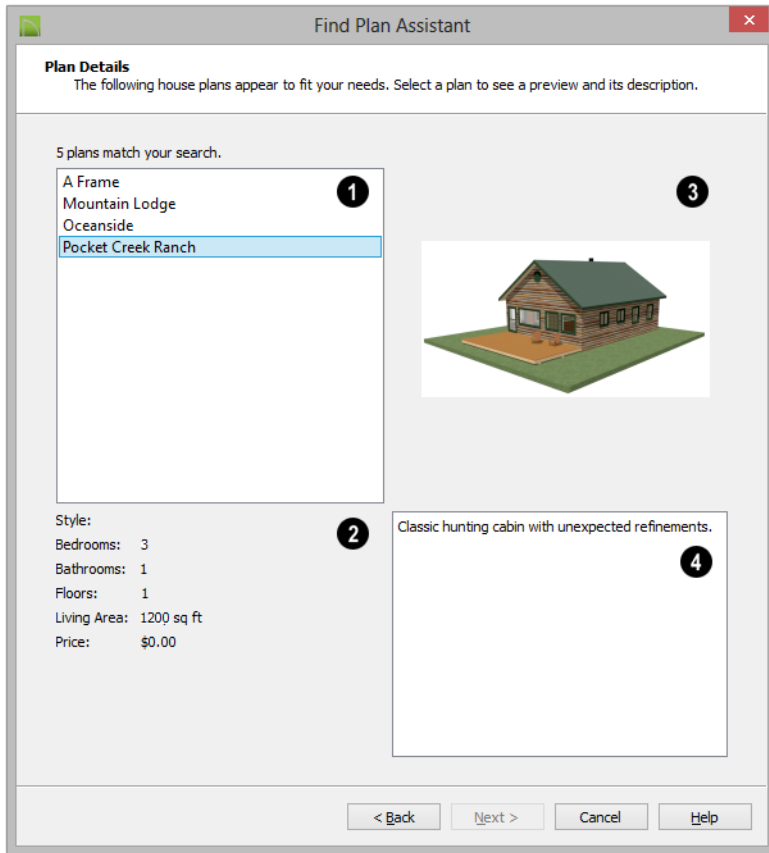 Find Plan Assistant
Plan Details
The following house plans appear to fit your needs. Select a plan to see a preview and its description.
5 plans match your search.
A Frame
Mountain Lodge
Oceanside
Pocket Creek Ranch
1
3
Style:
Bedrooms: 3
Bathrooms: 1
Floors: 1
Living Area: 1200 sq ft
Price: $0.00
2
Classic hunting cabin with unexpected refinements.
4
< Back
Next >
Cancel
Help